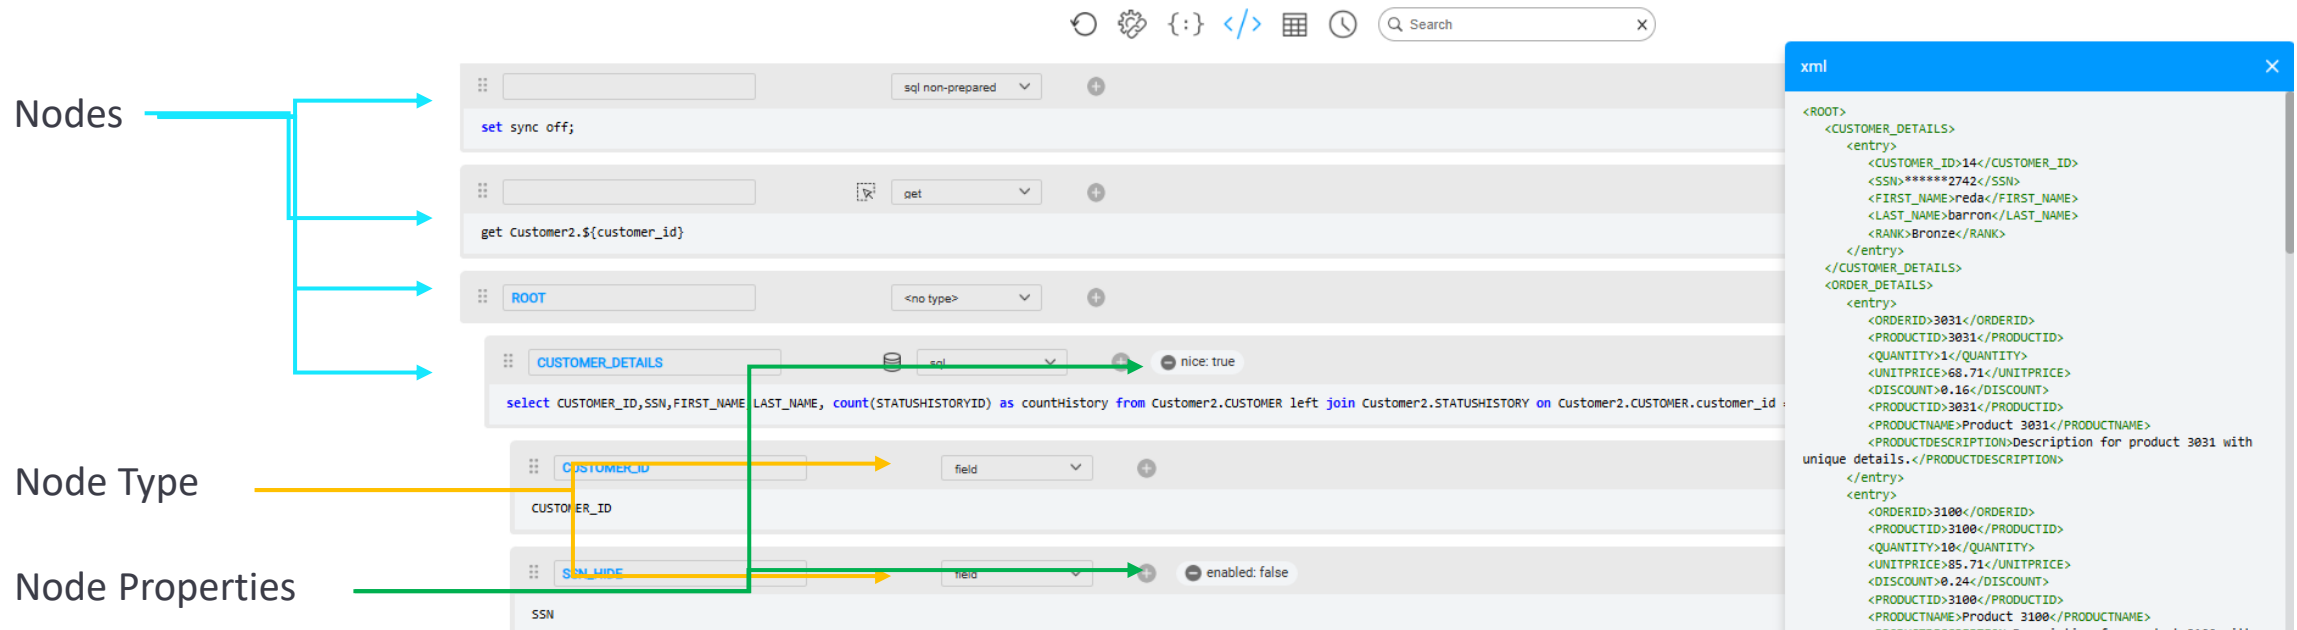 Search
Nodes
sql non-prepared
set sync off;
get
get Customer2.${customer_id}
ROOT
<no type>
CUSTOMER_DETAILS
sql
nice: true
select CUSTOMER_ID,SSN,FIRST_NAME,LAST_NAME, count(STATUSHISTORYID) as countHistory from Customer2.CUSTOMER left join Customer2.STATUSHISTORY on Customer2.CUSTOMER.customer_id
Node Type
CUSTOMER_ID
field
CUSTOMER_ID
Node Properties
SSN_HIDE
field
enabled: false
SSN
xml
<ROOT>
<CUSTOMER_DETAILS>
<entry>
<CUSTOMER_ID>14</CUSTOMER_ID>
<SSN>******2742</SSN>
<FIRST_NAME>reda</FIRST_NAME>
<LAST_NAME>barron</LAST_NAME>
<RANK>Bronze</RANK>
</entry>
</CUSTOMER_DETAILS>
<ORDER_DETAILS>
<entry>
<ORDERID>3031</ORDERID>
<PRODUCTID>3031</PRODUCTID>
<QUANTITY>1</QUANTITY>
<UNITPRICE>68.71</UNITPRICE>
<DISCOUNT>0.16</DISCOUNT>
<PRODUCTID>3031</PRODUCTID>
<PRODUCTNAME>Product 3031</PRODUCTNAME>
<PRODUCTDESCRIPTION>Description for product 3031 with
unique details.</PRODUCTDESCRIPTION>
</entry>
<entry>
<ORDERID>3100</ORDERID>
<PRODUCTID>3100</PRODUCTID>
<QUANTITY>10</QUANTITY>
<UNITPRICE>85.71</UNITPRICE>
<DISCOUNT>0.24</DISCOUNT>
<PRODUCTID>3100</PRODUCTID>
<PRODUCTNAME>Product 3100</PRODUCTNAME>